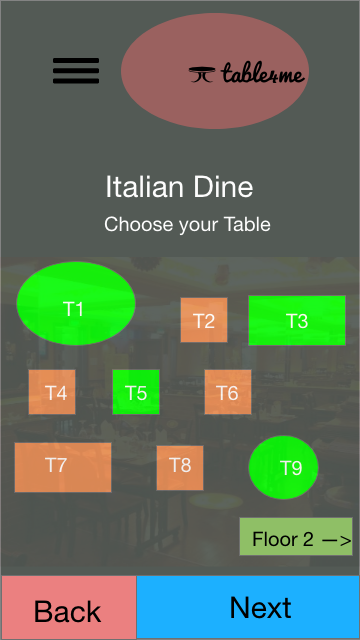 table4me
Italian Dine
Choose your Table
T1
T2
T3
T4
T5
T6
T7
T8
T9
Floor 2 —>
Back
Next